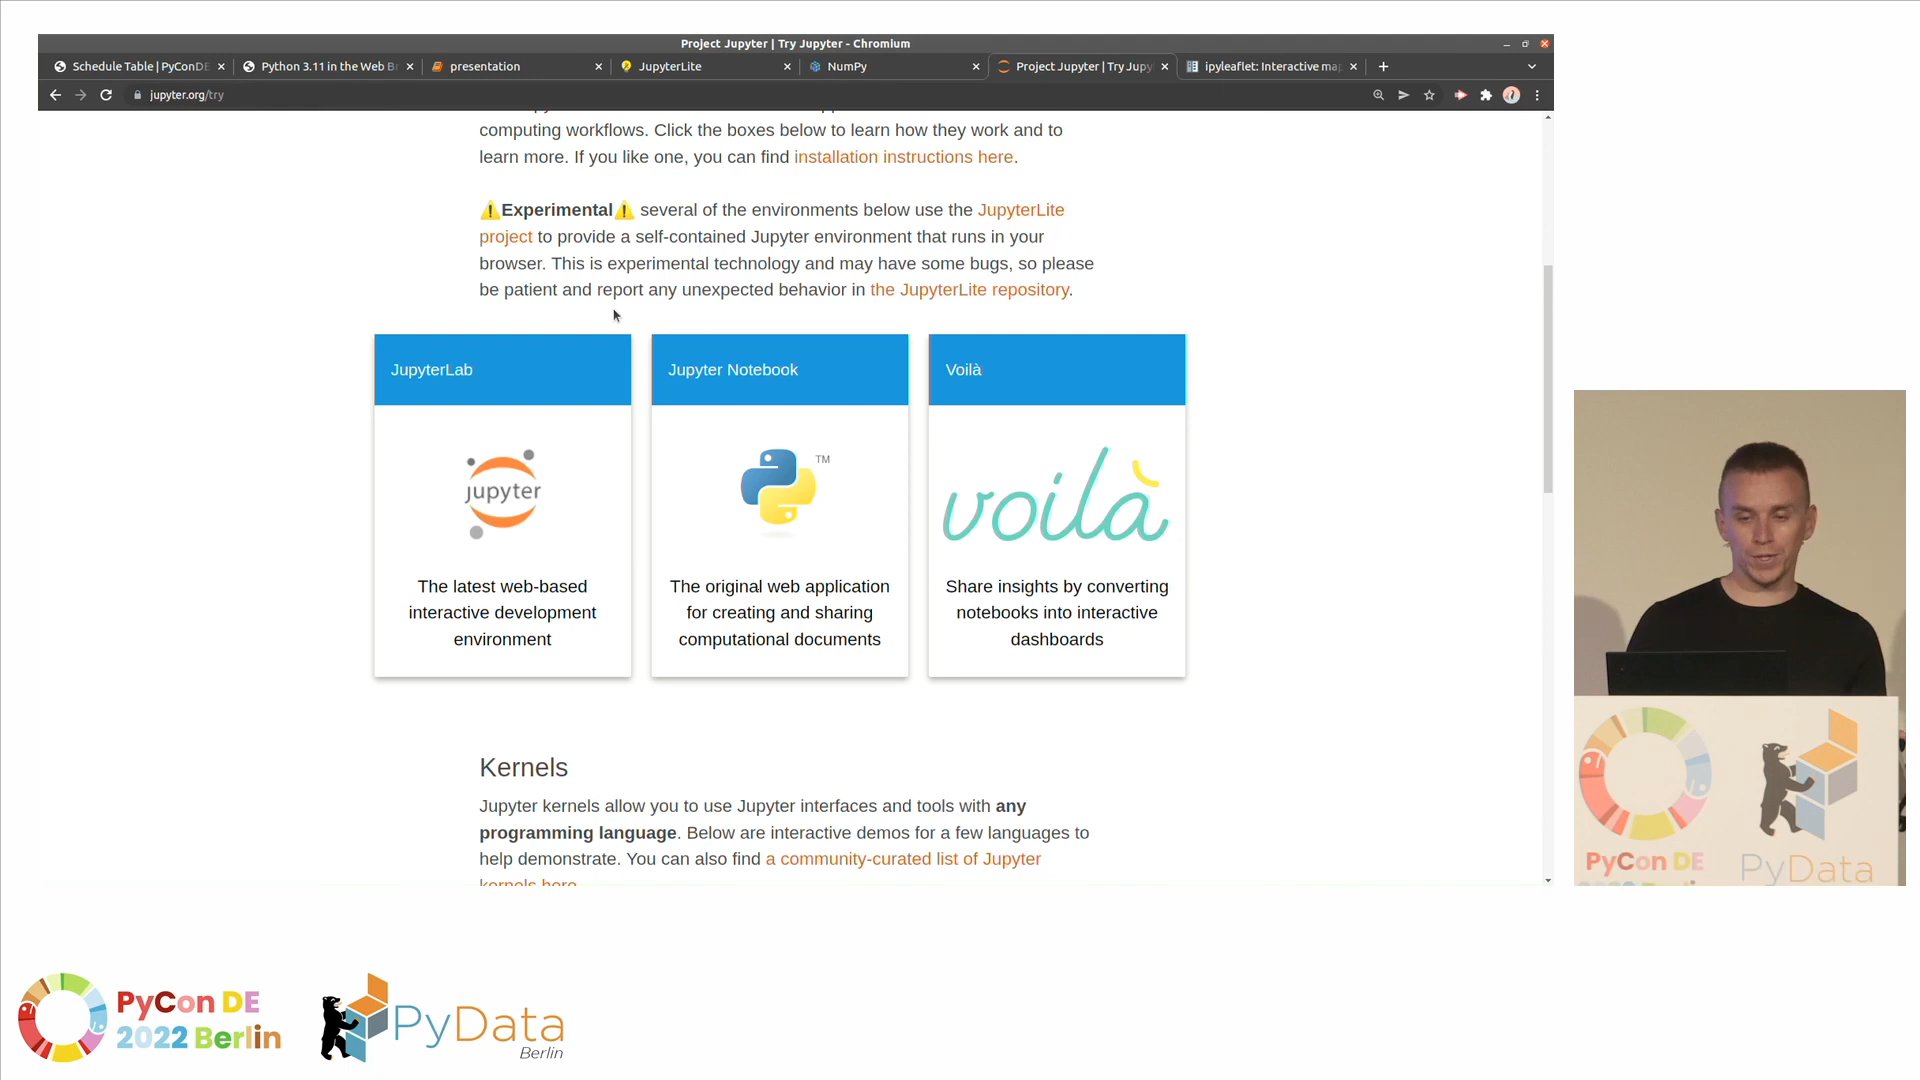 Project Jupyter | Try Jupyter - Chromium
Schedule Table | PyConDE
Python 3.11 in the Web B
presentation
JupyterLite
NumPy
Project Jupyter | Try Jupy
ipyleaflet: Interactive ma
jupyter.org/try
computing workflows. Click the boxes below to learn how they work and to
learn more. If you like one, you can find installation instructions here.
⚠️Experimental⚠️ several of the environments below use the JupyterLite
project to provide a self-contained Jupyter environment that runs in your
browser. This is experimental technology and may have some bugs, so please
be patient and report any unexpected behavior in the JupyterLite repository.
JupyterLab
jupyter
The latest web-based
interactive development
environment
Jupyter Notebook
TM
The original web application
for creating and sharing
computational documents
Voilà
voilà
Share insights by converting
notebooks into interactive
dashboards
Kernels
Jupyter kernels allow you to use Jupyter interfaces and tools with any
programming language. Below are interactive demos for a few languages to
help demonstrate. You can also find a community-curated list of Jupyter
kernels here.
PyCon DE
PyData
PyCon DE
2022 Berlin
PyData
Berlin